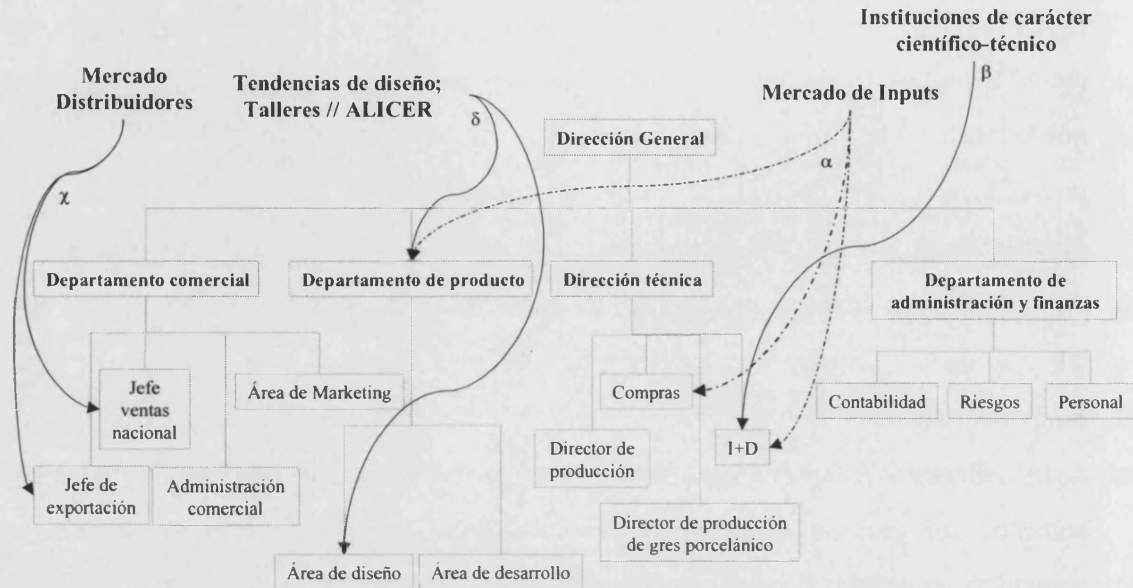 Instituciones de carácter
científico-técnico
β
Mercado
Distribuidores
Tendencias de diseño;
Talleres // ALICER
δ
Mercado de Inputs
Dirección General
α
χ
Departamento comercial
Departamento de producto
Dirección técnica
Departamento de
administración y finanzas
Jefe
ventas
nacional
Área de Marketing
Compras
Contabilidad
Riesgos
Personal
Director de
producción
I+D
Jefe de
exportación
Administración
comercial
Director de producción
de gres porcelánico
Área de diseño
Área de desarrollo